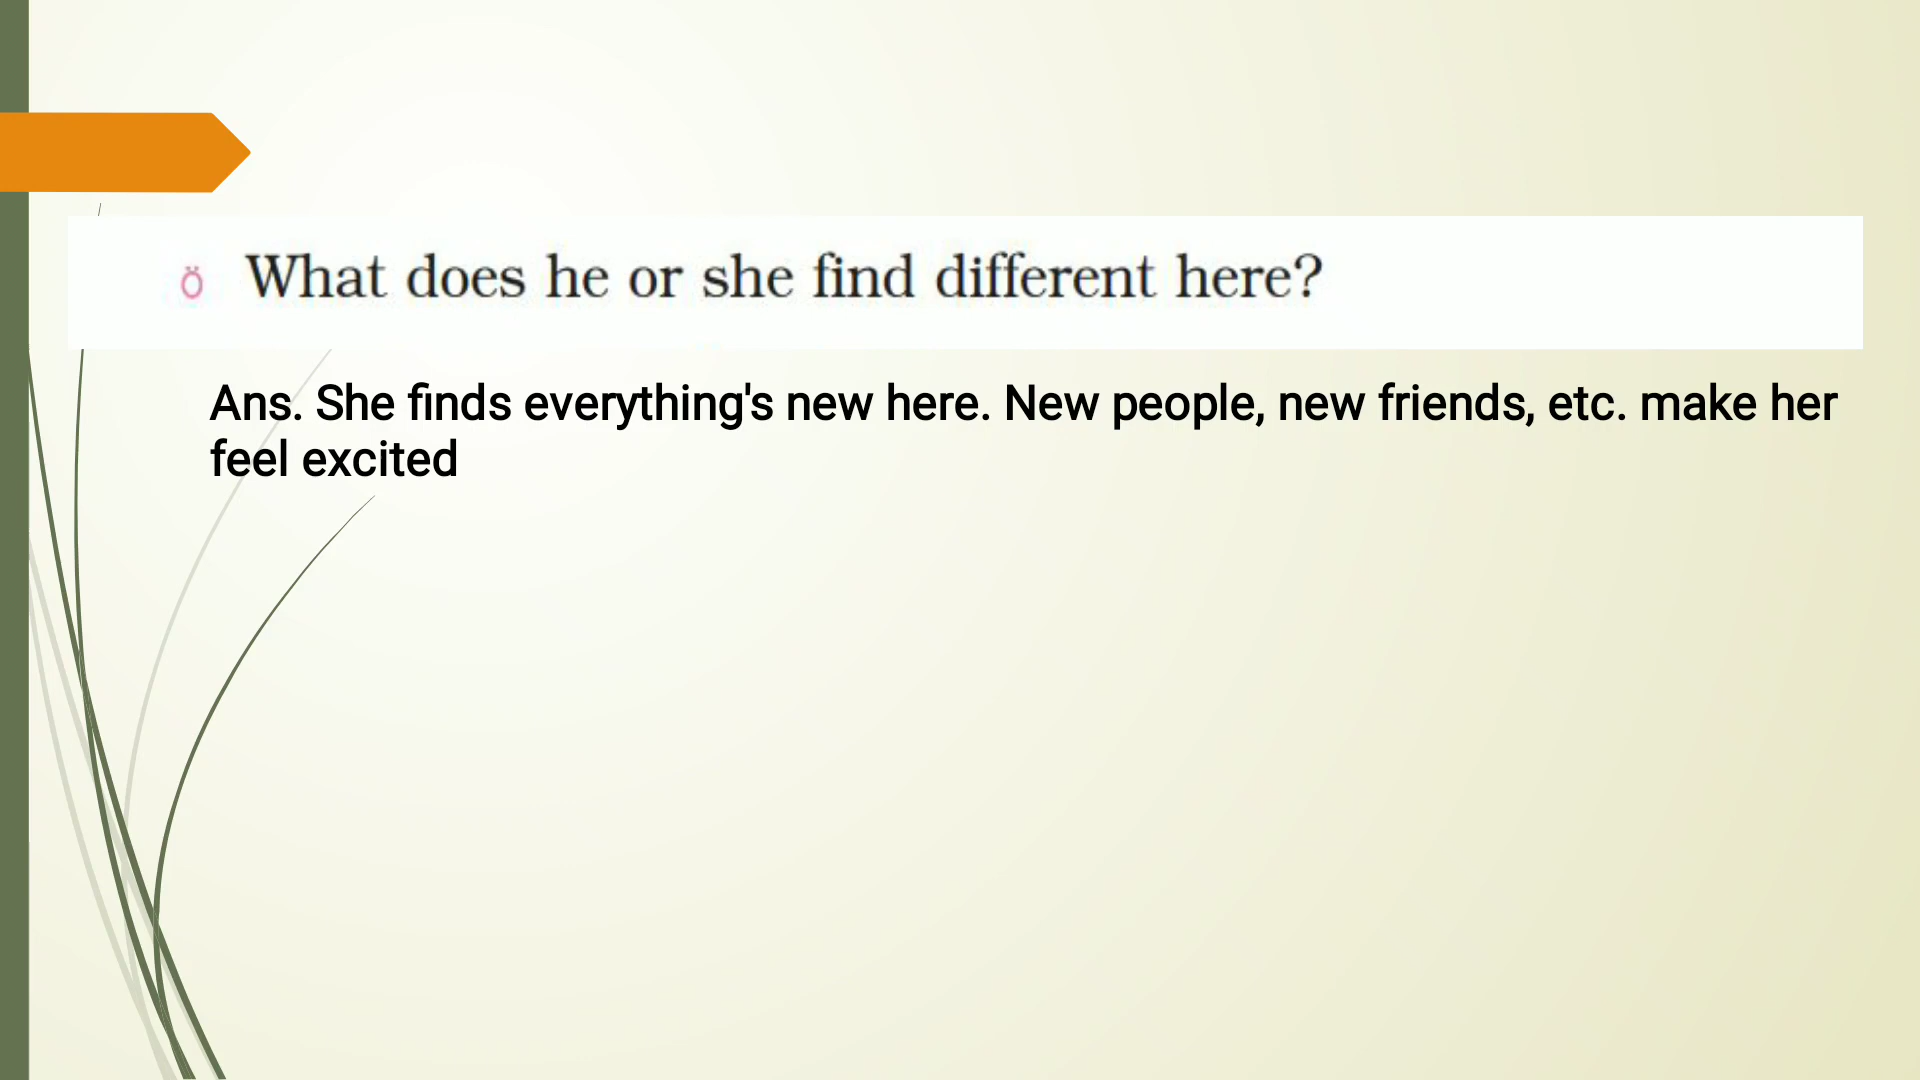 ö What does he or she find different here?
Ans. She finds everything's new here. New people, new friends, etc. make her
feel excited